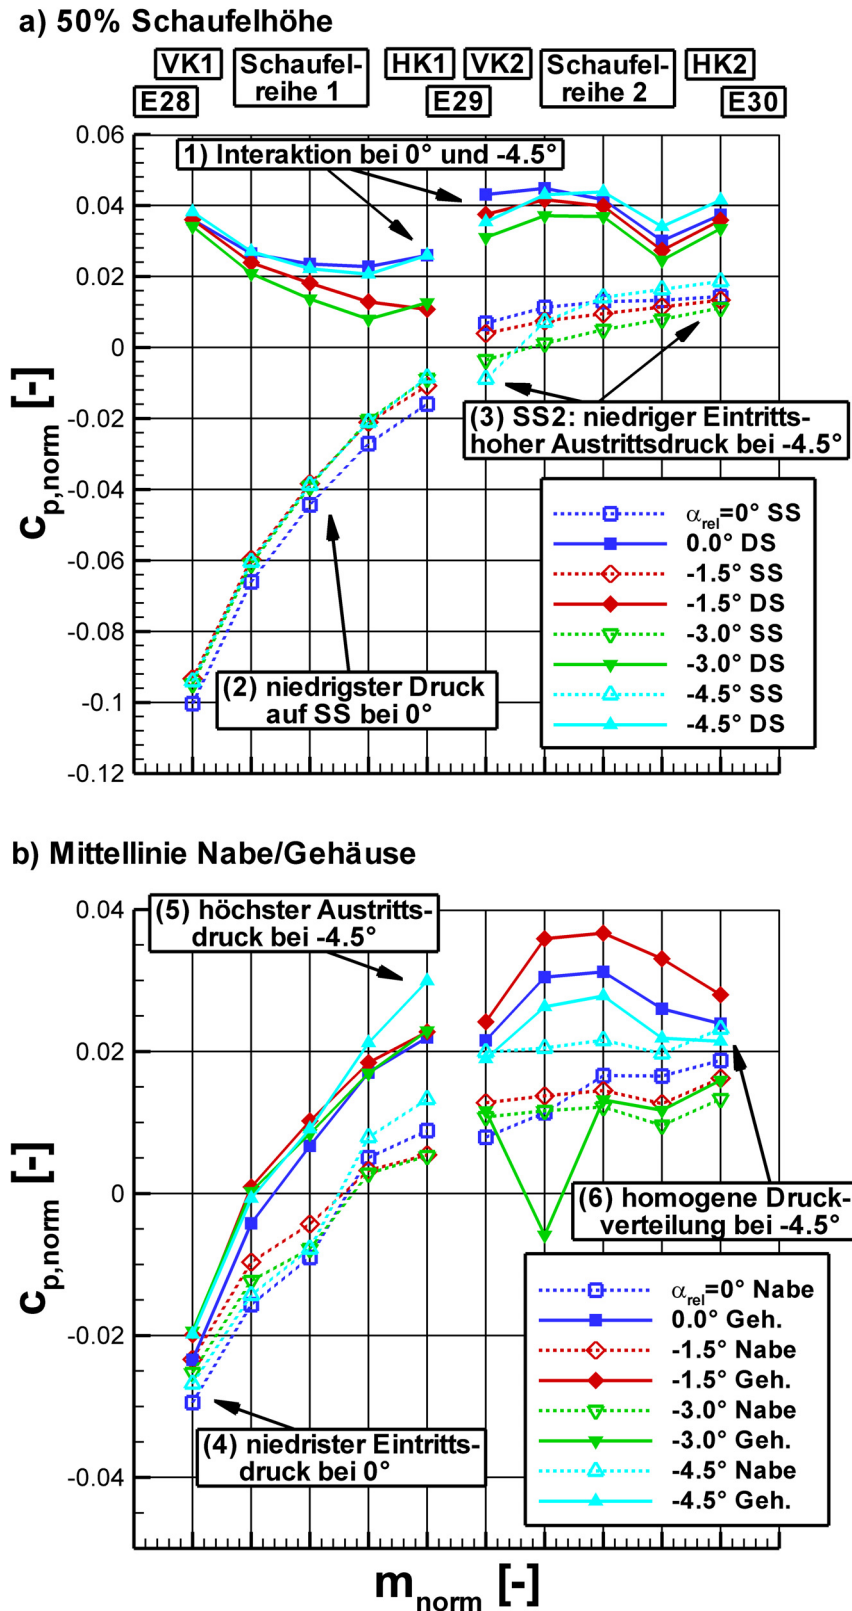 a) 50% Schaufelhöhe
VK1
Schaufel-
reihe 1
HK1
VK2
Schaufel-
reihe 2
HK2
E28
E29
E30
0.06
0.04
0.02
0
-0.02
-0.04
-0.06
-0.08
-0.1
-0.12
c_p,norm [-]
1) Interaktion bei 0° und -4.5°
(3) SS2: niedriger Eintritts-
hoher Austrittsdruck bei -4.5°
(2) niedrigster Druck
auf SS bei 0°
α_rel=0° SS
0.0° DS
-1.5° SS
-1.5° DS
-3.0° SS
-3.0° DS
-4.5° SS
-4.5° DS
b) Mittellinie Nabe/Gehäuse
0.04
0.02
0
-0.02
-0.04
c_p,norm [-]
(5) höchster Austritts-
druck bei -4.5°
(6) homogene Druck-
verteilung bei -4.5°
(4) niedrister Eintritts-
druck bei 0°
α_rel=0° Nabe
0.0° Geh.
-1.5° Nabe
-1.5° Geh.
-3.0° Nabe
-3.0° Geh.
-4.5° Nabe
-4.5° Geh.
m_norm [-]